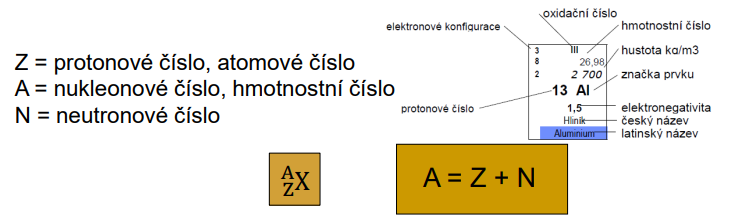 Z = protonové číslo, atomové číslo
A = nukleonové číslo, hmotnostní číslo
N = neutronové číslo
oxidační číslo
elektronové konfigurace
hmotnostní číslo
3 III
8 26,98
hustota kg/m3
2 2 700
značka prvku
13 Al
protonové číslo
1,5
elektronegativita
Hliník
český název
Aluminium
latinský název
A
Z X
A = Z + N